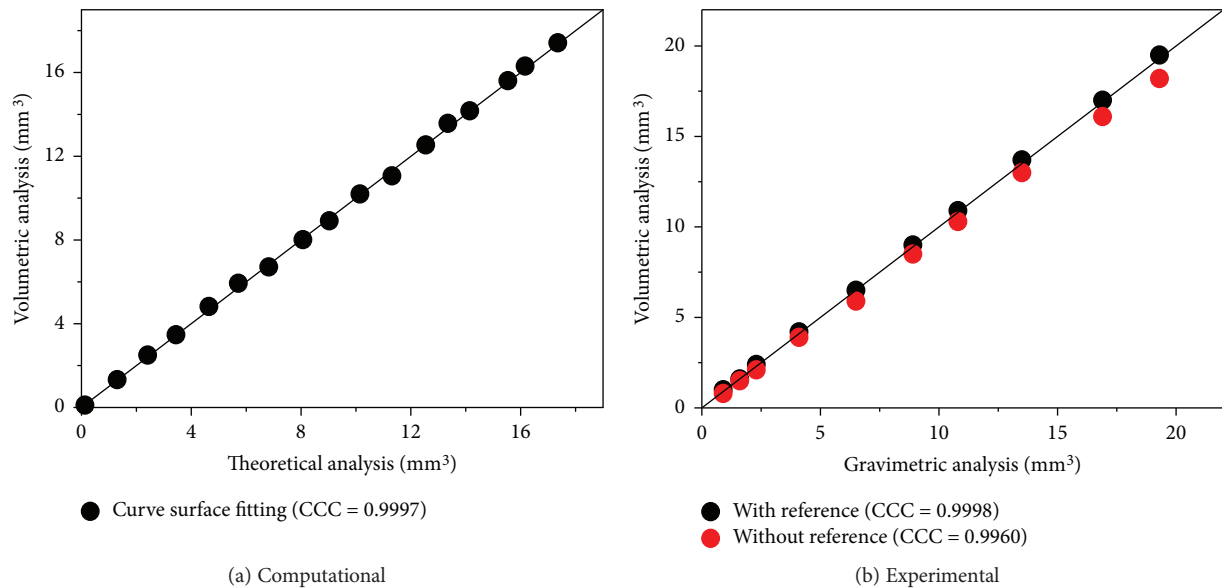 Volumetric analysis (mm3)
16
12
8
4
0
0 4 8 12 16
Theoretical analysis (mm3)
Curve surface fitting (CCC = 0.9997)
(a) Computational
Volumetric analysis (mm3)
20
15
10
5
0
0 5 10 15 20
Gravimetric analysis (mm3)
With reference (CCC = 0.9998)
Without reference (CCC = 0.9960)
(b) Experimental